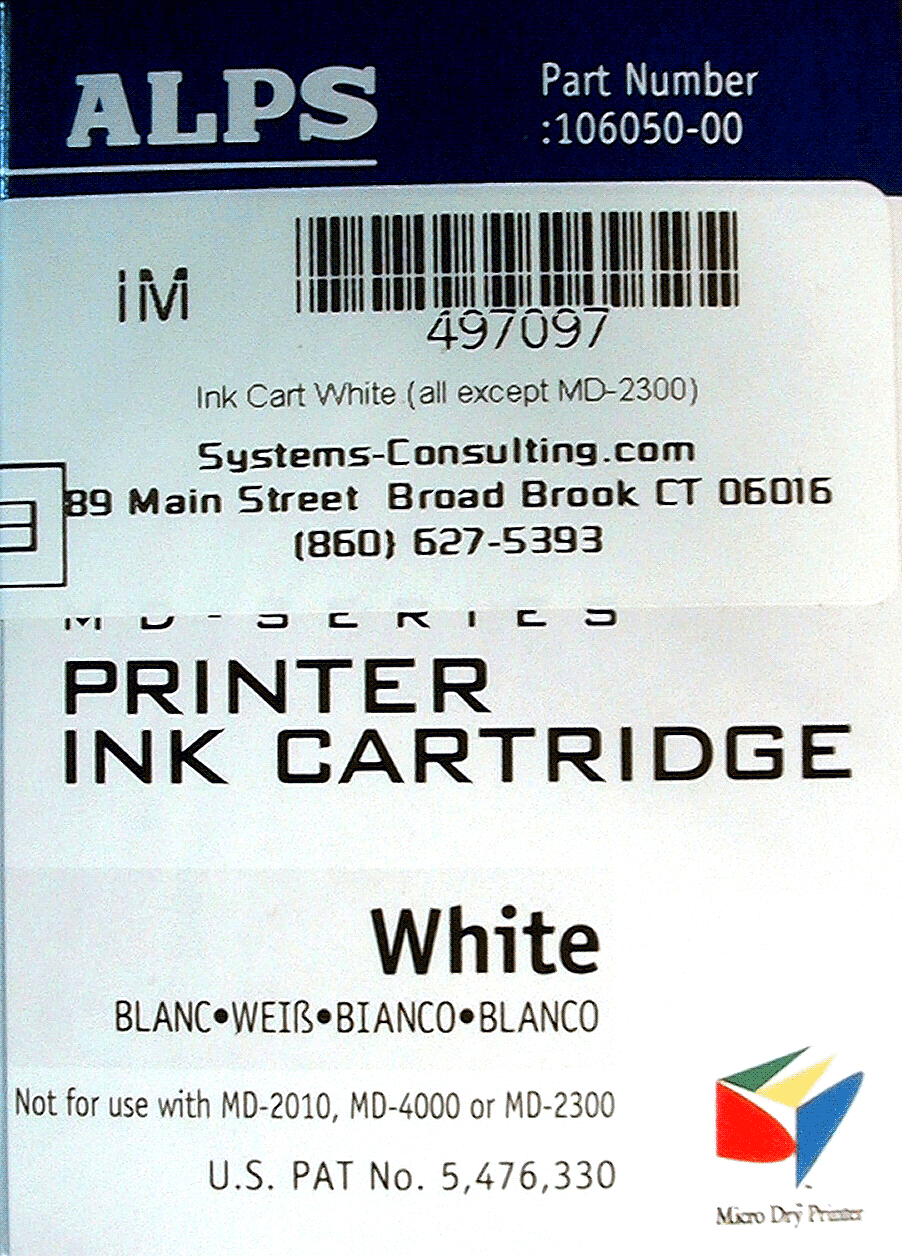 ALPS
Part Number
:106050-00
iM
497097
Ink Cart White (all except MD-2300)
Systems-Consulting.com
89 Main Street Broad Brook CT 06016
(860) 627-5393
MD-SERIES
PRINTER
INK CARTRIDGE
White
BLANC•WEIß•BIANCO•BLANCO
Not for use with MD-2010, MD-4000 or MD-2300
U.S. PAT No. 5,476,330
Micro Dry Printer